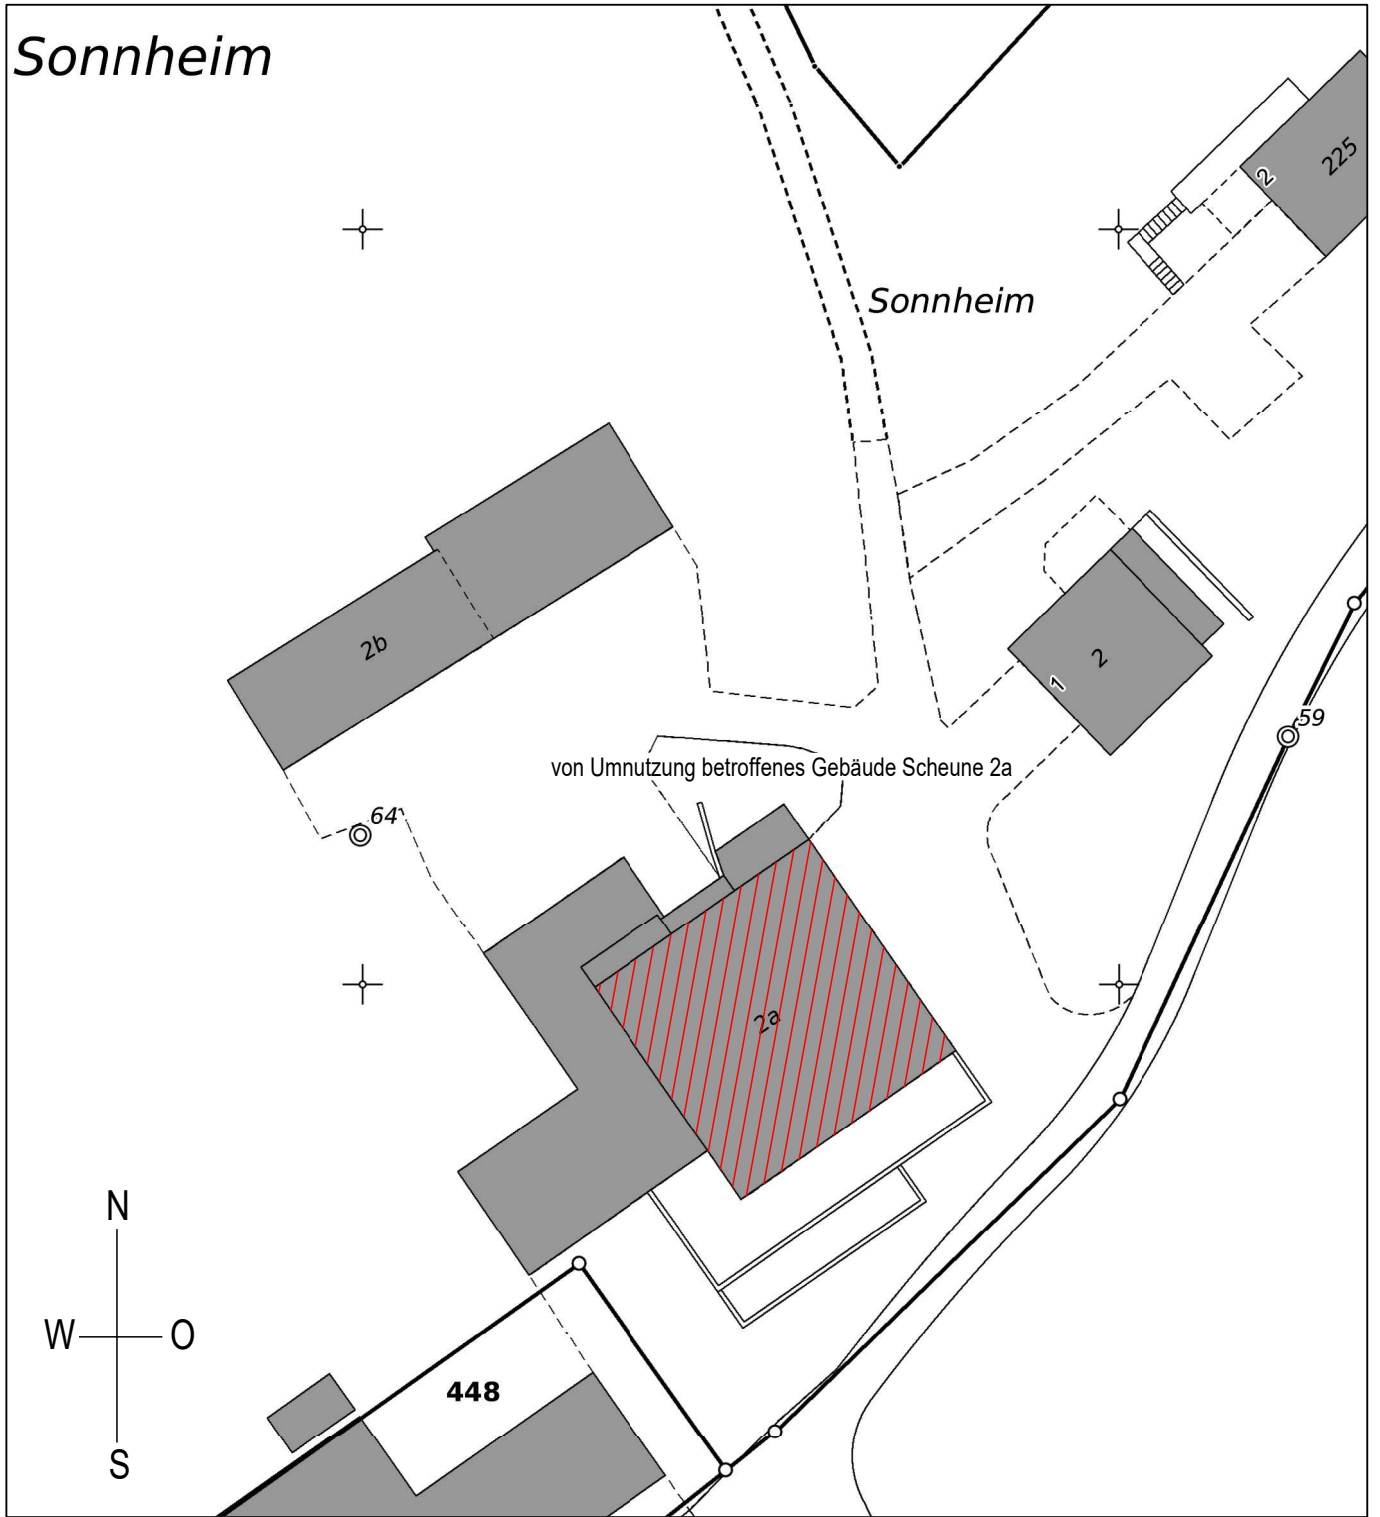 Sonnheim
225
2
Sonnheim
2b
2
1
59
von Umnutzung betroffenes Gebäude Scheune 2a
64
2a
N
W O
S
448